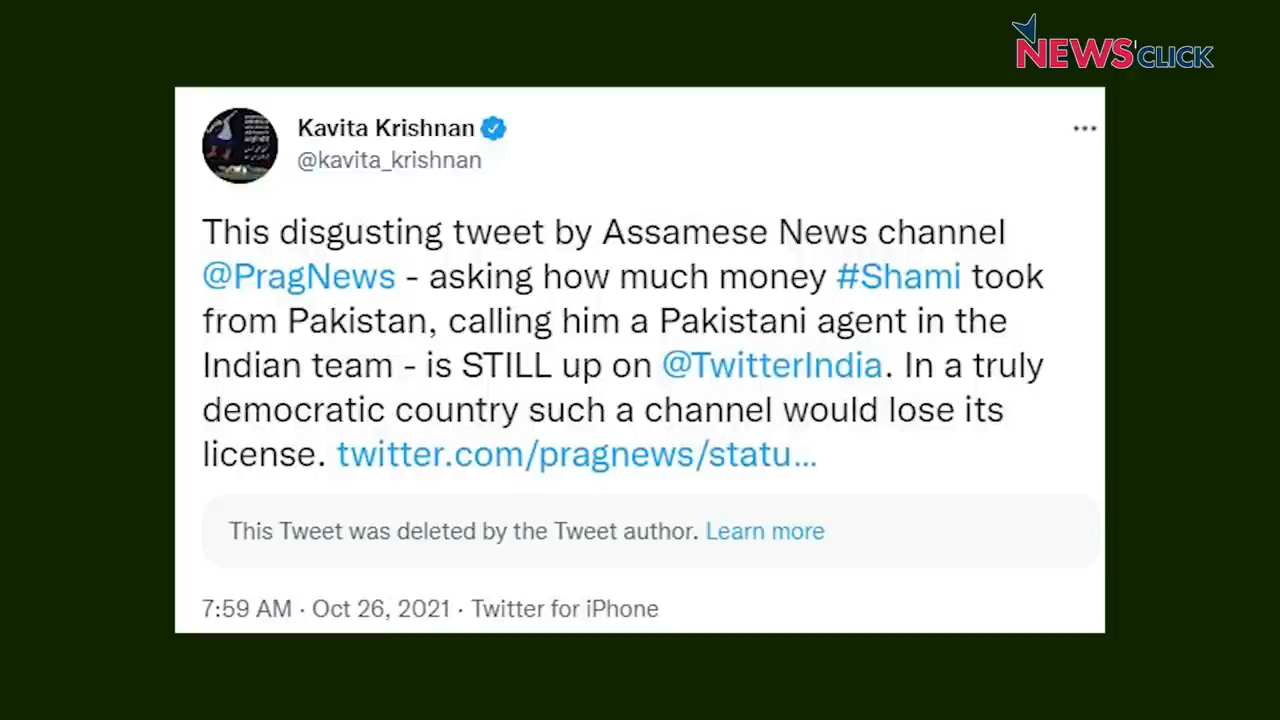 NEWS'CLICK
Kavita Krishnan
@kavita_krishnan
This disgusting tweet by Assamese News channel
@PragNews - asking how much money #Shami took
from Pakistan, calling him a Pakistani agent in the
Indian team - is STILL up on @TwitterIndia. In a truly
democratic country such a channel would lose its
license. twitter.com/pragnews/statu...
This Tweet was deleted by the Tweet author. Learn more
7:59 AM · Oct 26, 2021 · Twitter for iPhone